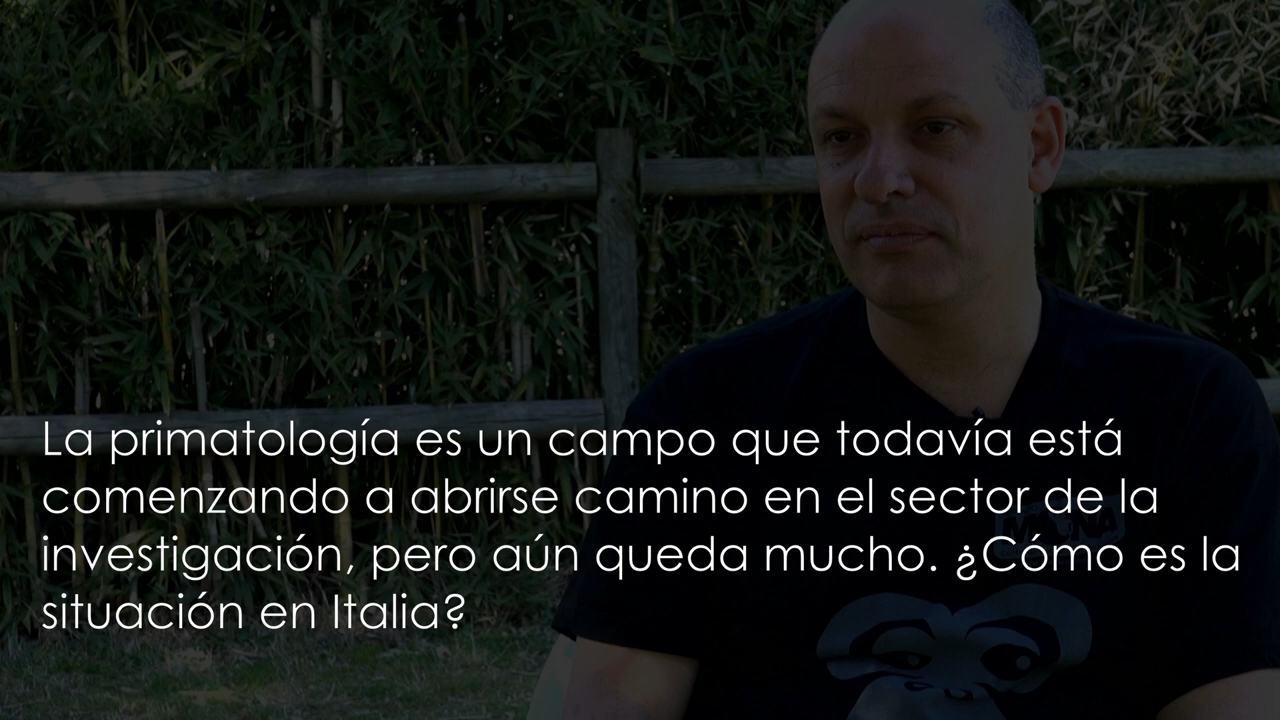 La primatología es un campo que todavía está
comenzando a abrirse camino en el sector de la
investigación, pero aún queda mucho. ¿Cómo es la
situación en Italia?
MONA